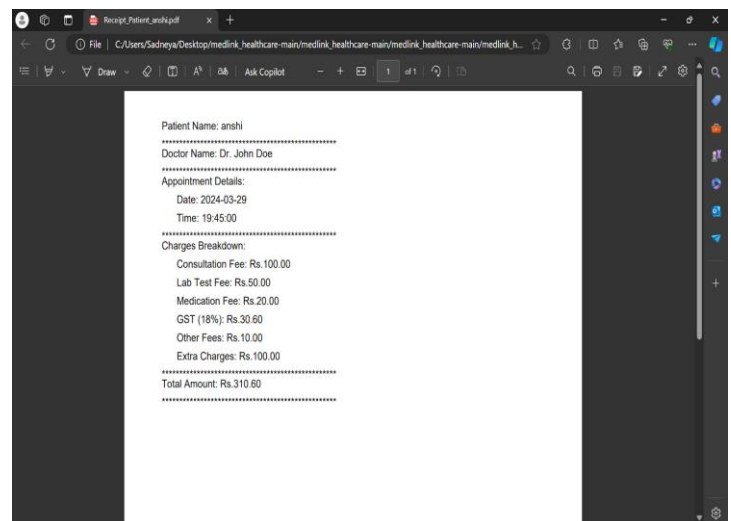 Receipt_Patient_anshi.pdf
File
C:/Users/Sadneya/Desktop/medlink_healthcare-main/medlink_healthcare-main/medlink_healthcare-main/medlink_h...
Draw
Ask Copilot
1 of 1
Patient Name: anshi
**************************************************
Doctor Name: Dr. John Doe
**************************************************
Appointment Details:
Date: 2024-03-29
Time: 19:45:00
**************************************************
Charges Breakdown:
Consultation Fee: Rs.100.00
Lab Test Fee: Rs.50.00
Medication Fee: Rs.20.00
GST (18%): Rs.30.60
Other Fees: Rs.10.00
Extra Charges: Rs.100.00
**************************************************
Total Amount: Rs.310.60
**************************************************